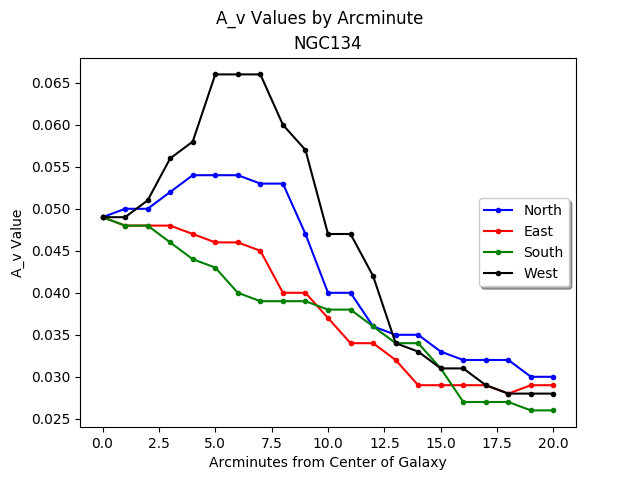 A_v Values by Arcminute
NGC134
0.065
0.060
0.055
0.050
0.045
0.040
0.035
0.030
0.025
A_v Value
North
East
South
West
0.0 2.5 5.0 7.5 10.0 12.5 15.0 17.5 20.0
Arcminutes from Center of Galaxy